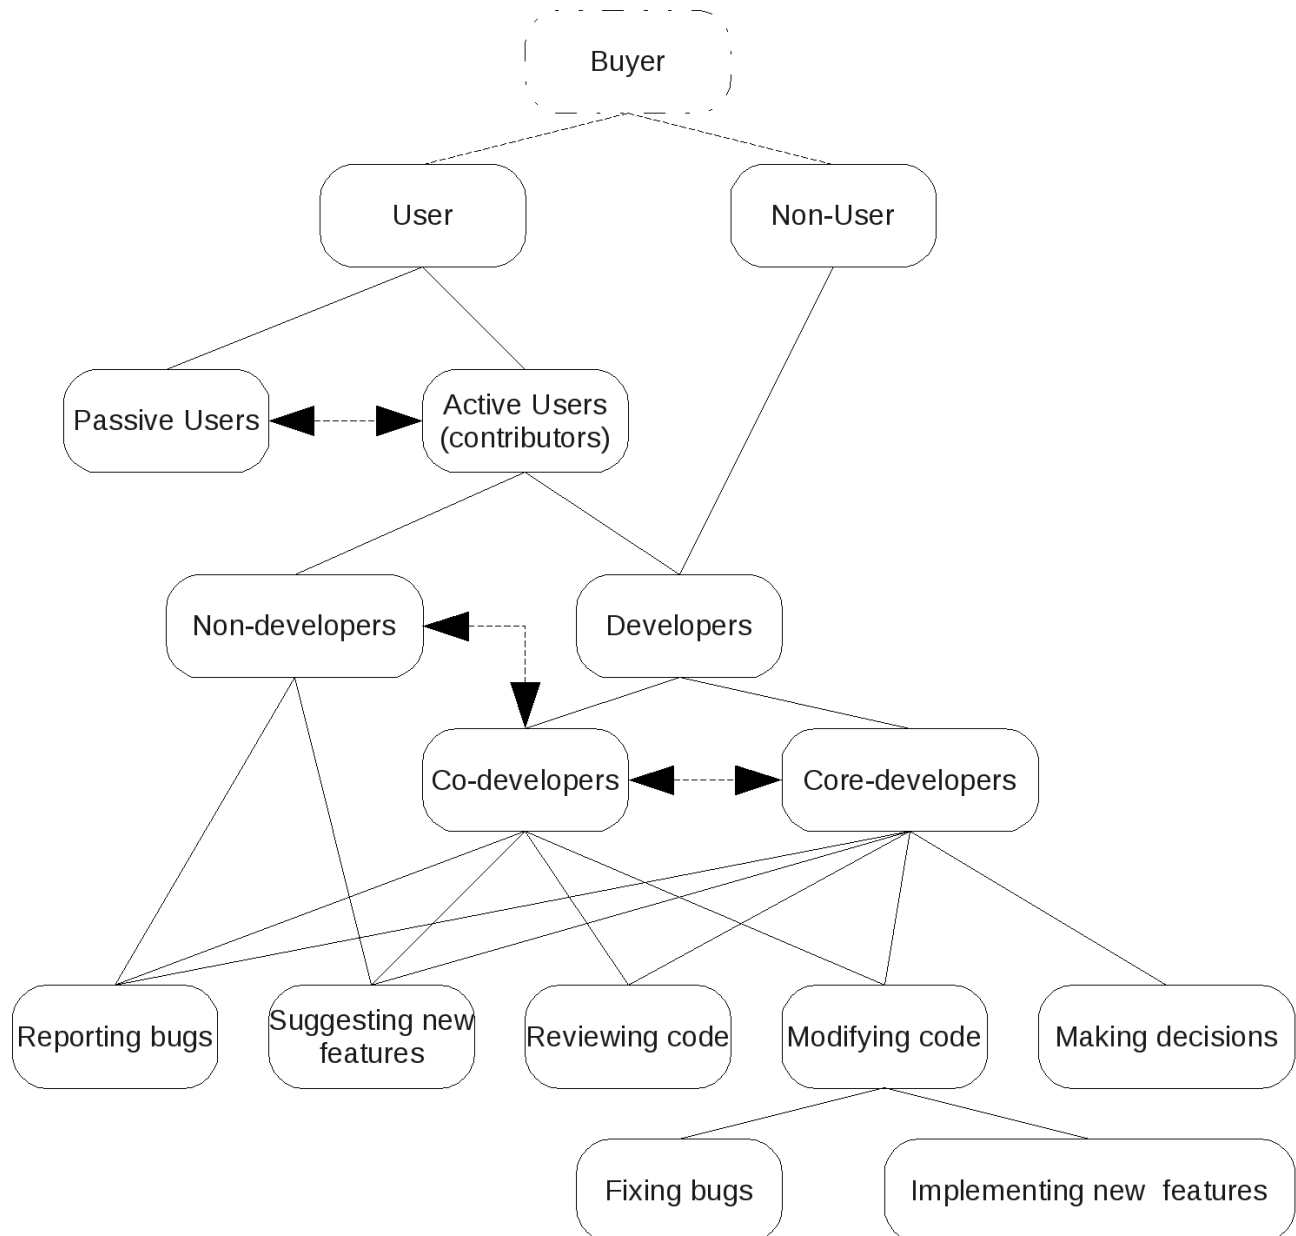 Buyer
User
Non-User
Passive Users
Active Users
(contributors)
Non-developers
Developers
Co-developers
Core-developers
Reporting bugs
Suggesting new
features
Reviewing code
Modifying code
Making decisions
Fixing bugs
Implementing new  features